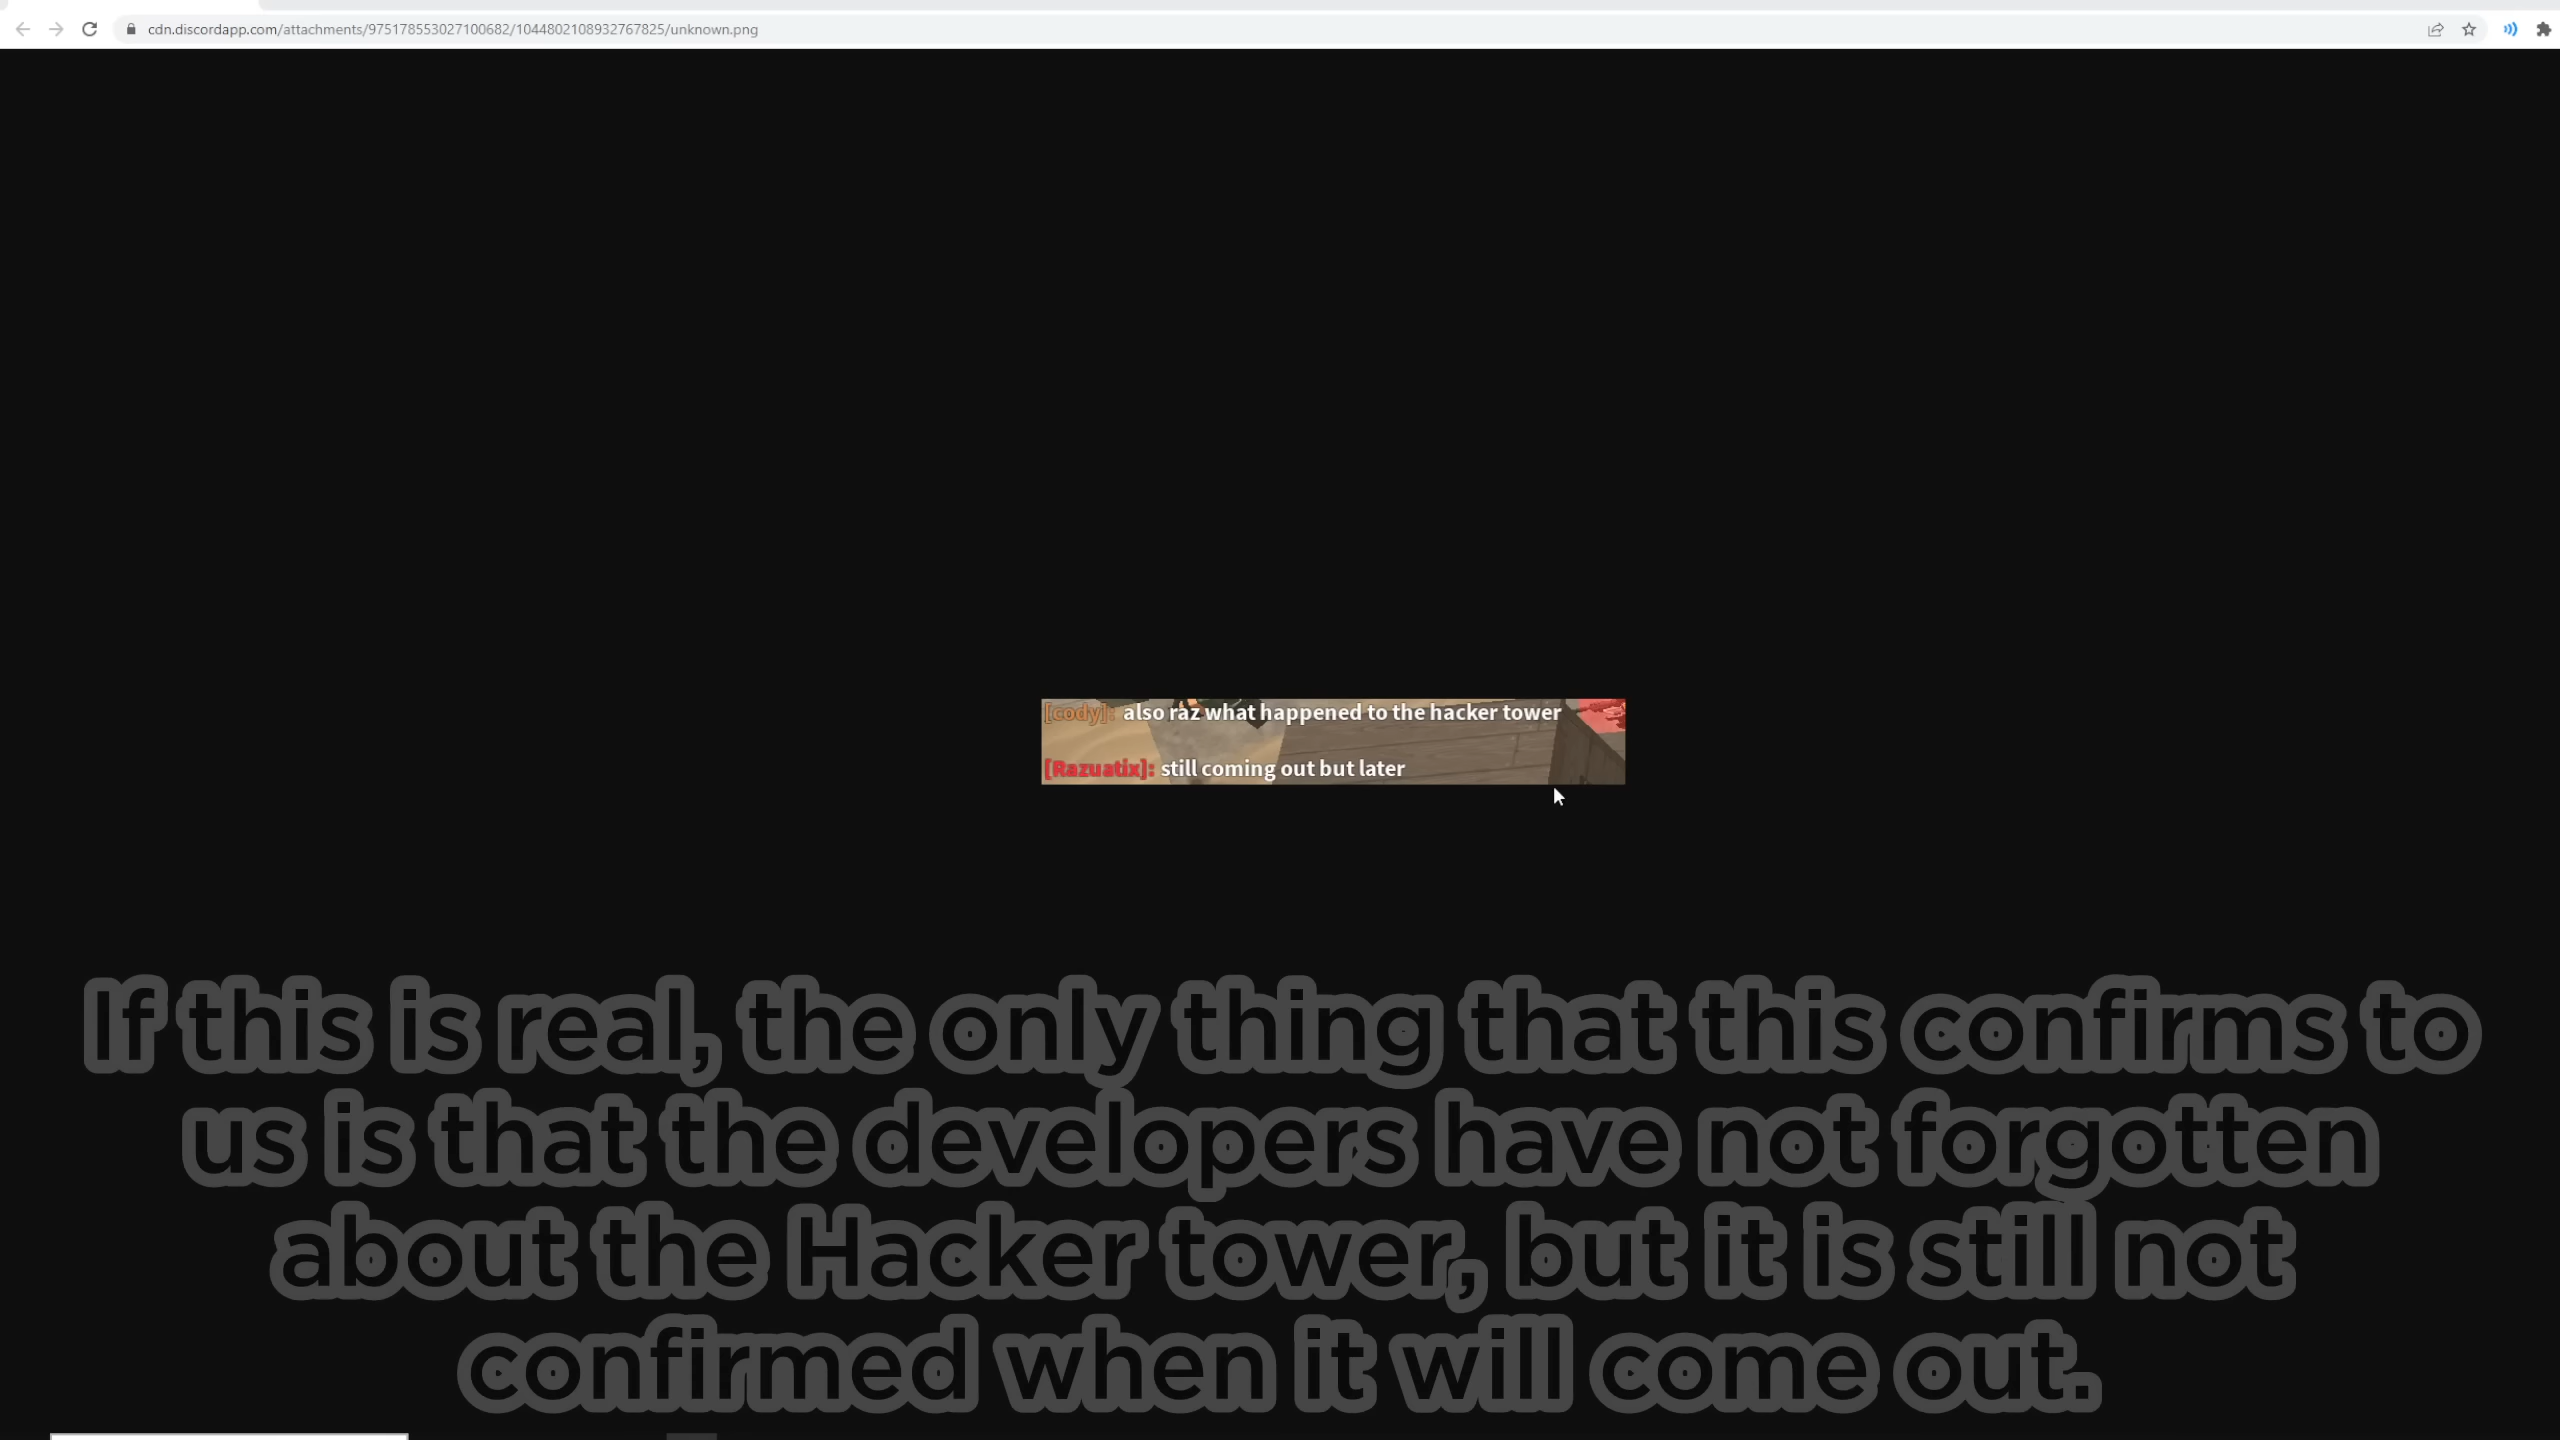 cdn.discordapp.com/attachments/975178553027100682/1044802108932767825/unknown.png
[cody]: also raz what happened to the hacker tower
[Razuatix]: still coming out but later
If this is real, the only thing that this confirms to
us is that the developers have not forgotten
about the Hacker tower, but it is still not
confirmed when it will come out.